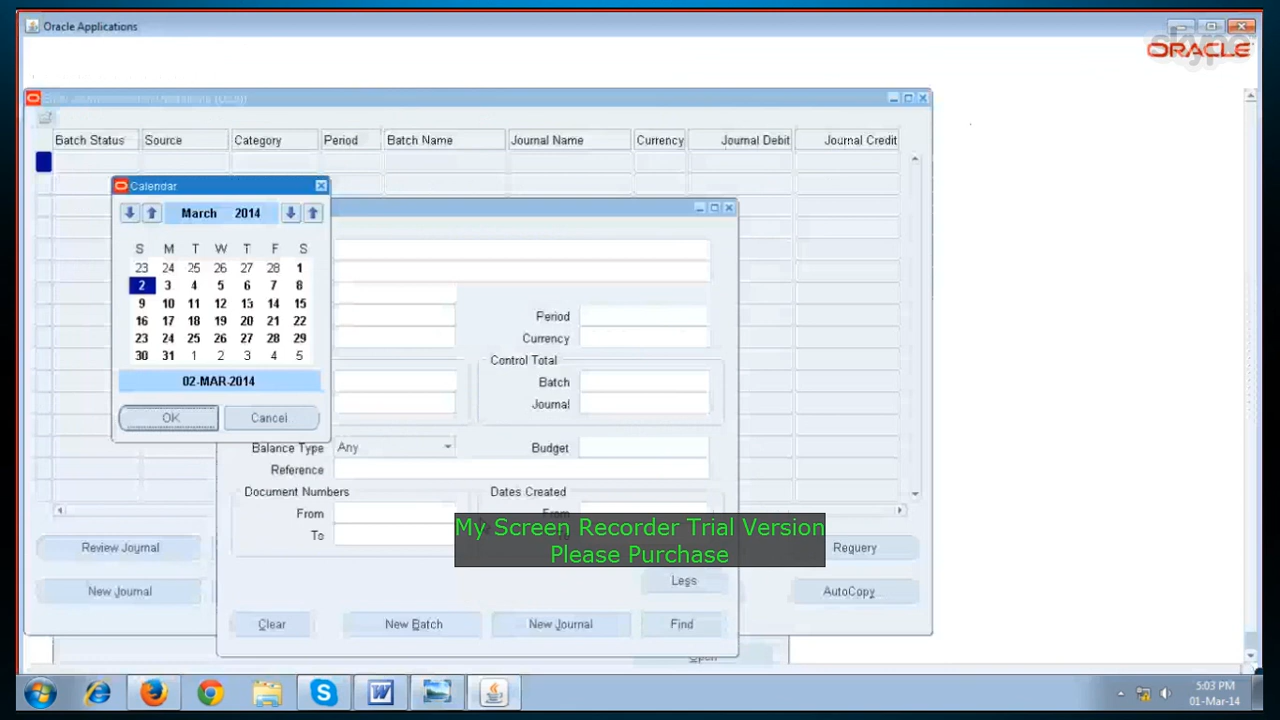 Oracle Applications
skype
ORACLE
Batch Status Source Category Period Batch Name Journal Name Currency Journal Debit Journal Credit
Calendar
March 2014
S M T W T F S
23 24 25 26 27 28 1
2 3 4 5 6 7 8
9 10 11 12 13 14 15
16 17 18 19 20 21 22
23 24 25 26 27 28 29
30 31 1 2 3 4 5
02-MAR-2014
OK Cancel
Period
Currency
Control Total
Batch
Journal
Balance Type Any Budget
Reference
Document Numbers Dates Created
From From
To
My Screen Recorder Trial Version
Please Purchase
Review Journal Requery
Less
New Journal AutoCopy...
Clear New Batch New Journal Find
Open
5:03 PM
01-Mar-14